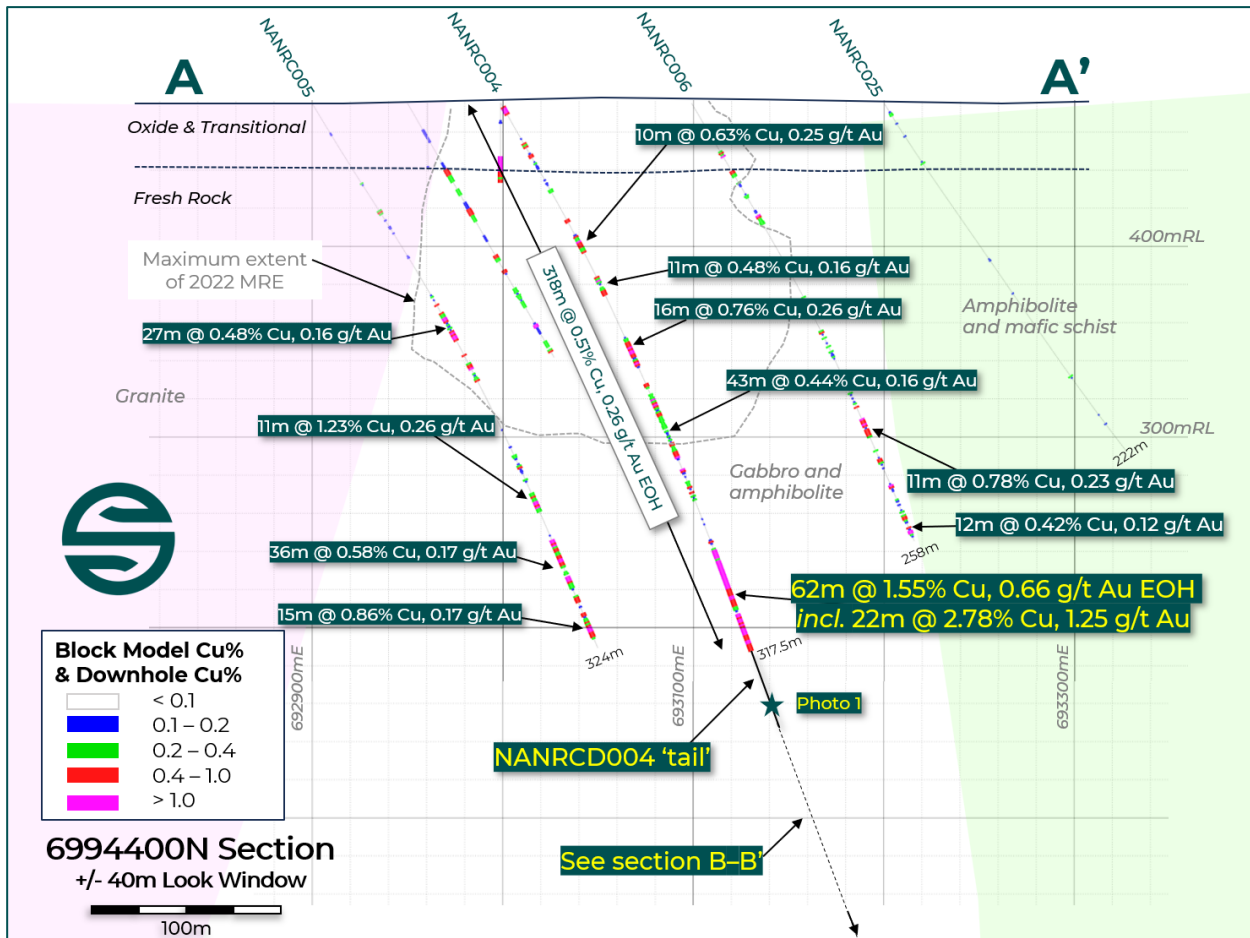 NANRC005
NANRC004
NANRC006
NANRC025
A
A’
Oxide & Transitional
10m @ 0.63% Cu, 0.25 g/t Au
Fresh Rock
400mRL
Maximum extent
of 2022 MRE
11m @ 0.48% Cu, 0.16 g/t Au
16m @ 0.76% Cu, 0.26 g/t Au
Amphibolite
and mafic schist
27m @ 0.48% Cu, 0.16 g/t Au
318m @ 0.51% Cu, 0.26 g/t Au EOH
43m @ 0.44% Cu, 0.16 g/t Au
Granite
11m @ 1.23% Cu, 0.26 g/t Au
300mRL
222m
Gabbro and
amphibolite
11m @ 0.78% Cu, 0.23 g/t Au
12m @ 0.42% Cu, 0.12 g/t Au
258m
36m @ 0.58% Cu, 0.17 g/t Au
62m @ 1.55% Cu, 0.66 g/t Au EOH
incl. 22m @ 2.78% Cu, 1.25 g/t Au
15m @ 0.86% Cu, 0.17 g/t Au
324m
317.5m
692900mE
693100mE
693300mE
Block Model Cu%
& Downhole Cu%
< 0.1
0.1 – 0.2
0.2 – 0.4
0.4 – 1.0
> 1.0
Photo 1
NANRCD004 ‘tail’
6994400N Section
+/- 40m Look Window
100m
See section B–B’